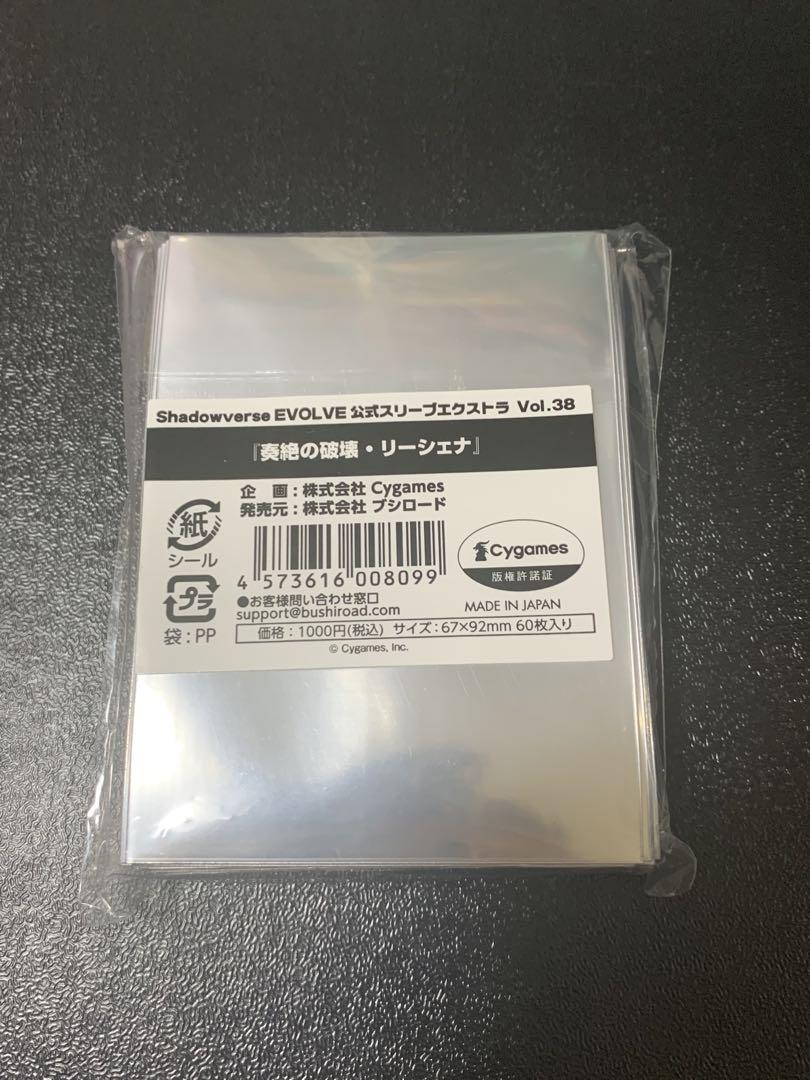 Shadowverse EVOLVE 公式スリーブエクストラ Vol.38
『奏絶の破壊・リーシェナ』
企 画：株式会社 Cygames
発売元：株式会社 ブシロード
紙
シール
プラ
袋：PP
4 573616 008099
●お客様問い合わせ窓口
support@bushiroad.com
Cygames
版権許諾証
MADE IN JAPAN
価格：1000円(税込) サイズ：67×92mm 60枚入り
© Cygames, Inc.